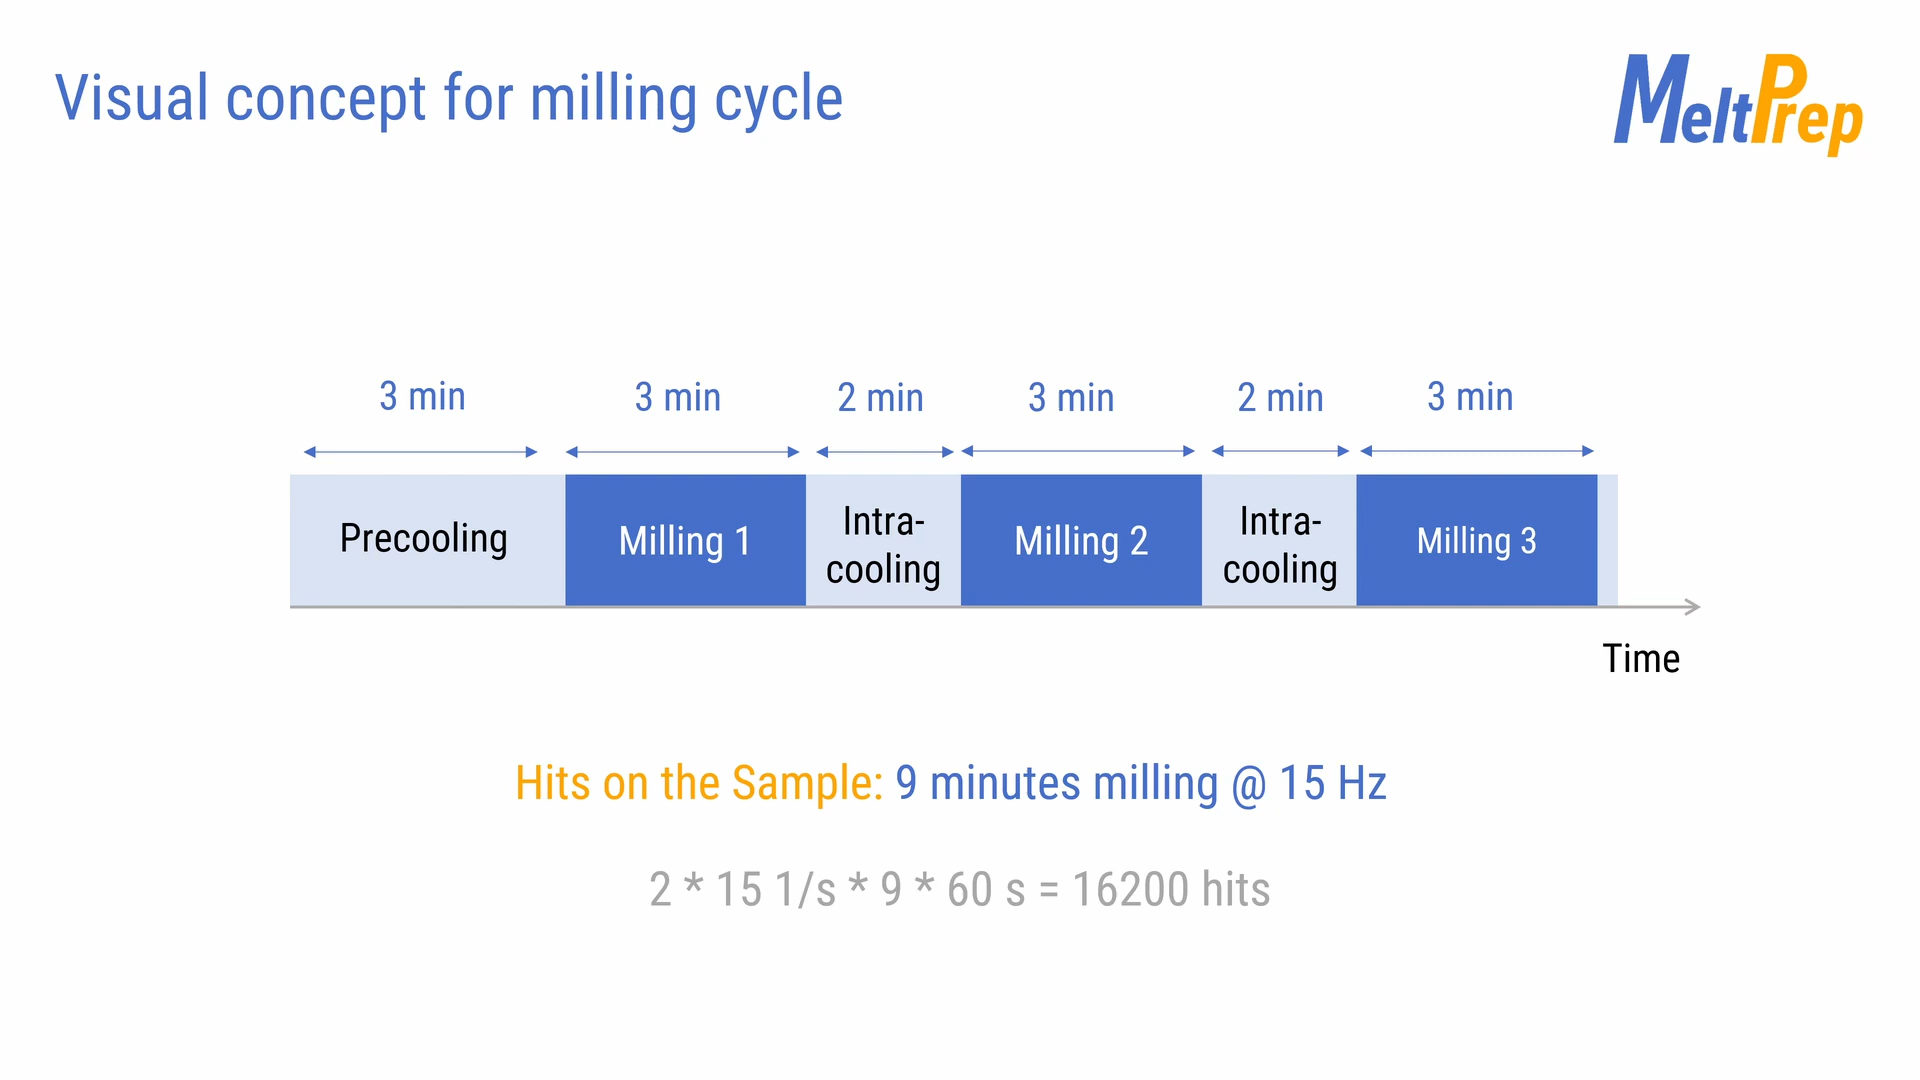 Visual concept for milling cycle
MeltPrep
3 min
3 min
2 min
3 min
2 min
3 min
Precooling
Milling 1
Intra-
cooling
Milling 2
Intra-
cooling
Milling 3
Time
Hits on the Sample: 9 minutes milling @ 15 Hz
2 * 15 1/s * 9 * 60 s = 16200 hits